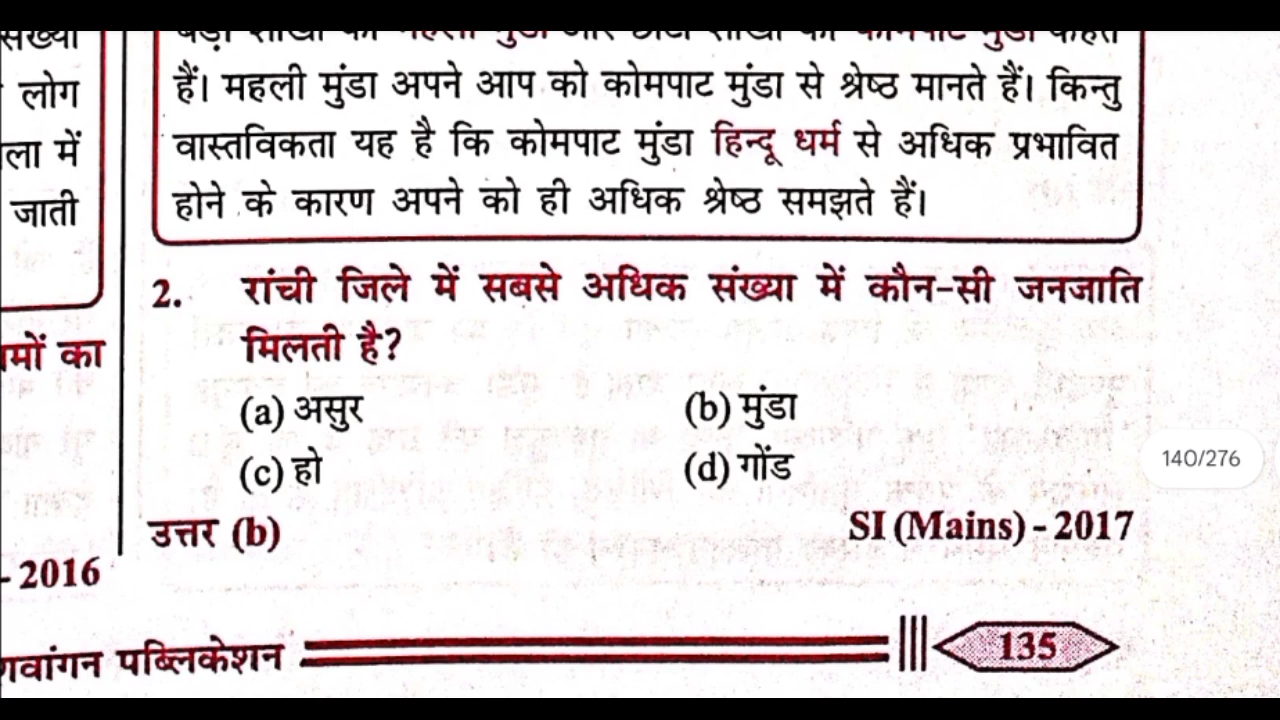 संख्या
लोग
ला में
जाती
मों का
- 2016
हैं। महली मुंडा अपने आप को कोमपाट मुंडा से श्रेष्ठ मानते हैं। किन्तु
वास्तविकता यह है कि कोमपाट मुंडा हिन्दू धर्म से अधिक प्रभावित
होने के कारण अपने को ही अधिक श्रेष्ठ समझते हैं।
2. रांची जिले में सबसे अधिक संख्या में कौन-सी जनजाति
मिलती है?
(a) असुर (b) मुंडा
(c) हो (d) गोंड
उत्तर (b) SI (Mains) - 2017
140/276
पब्लिकेशन 135